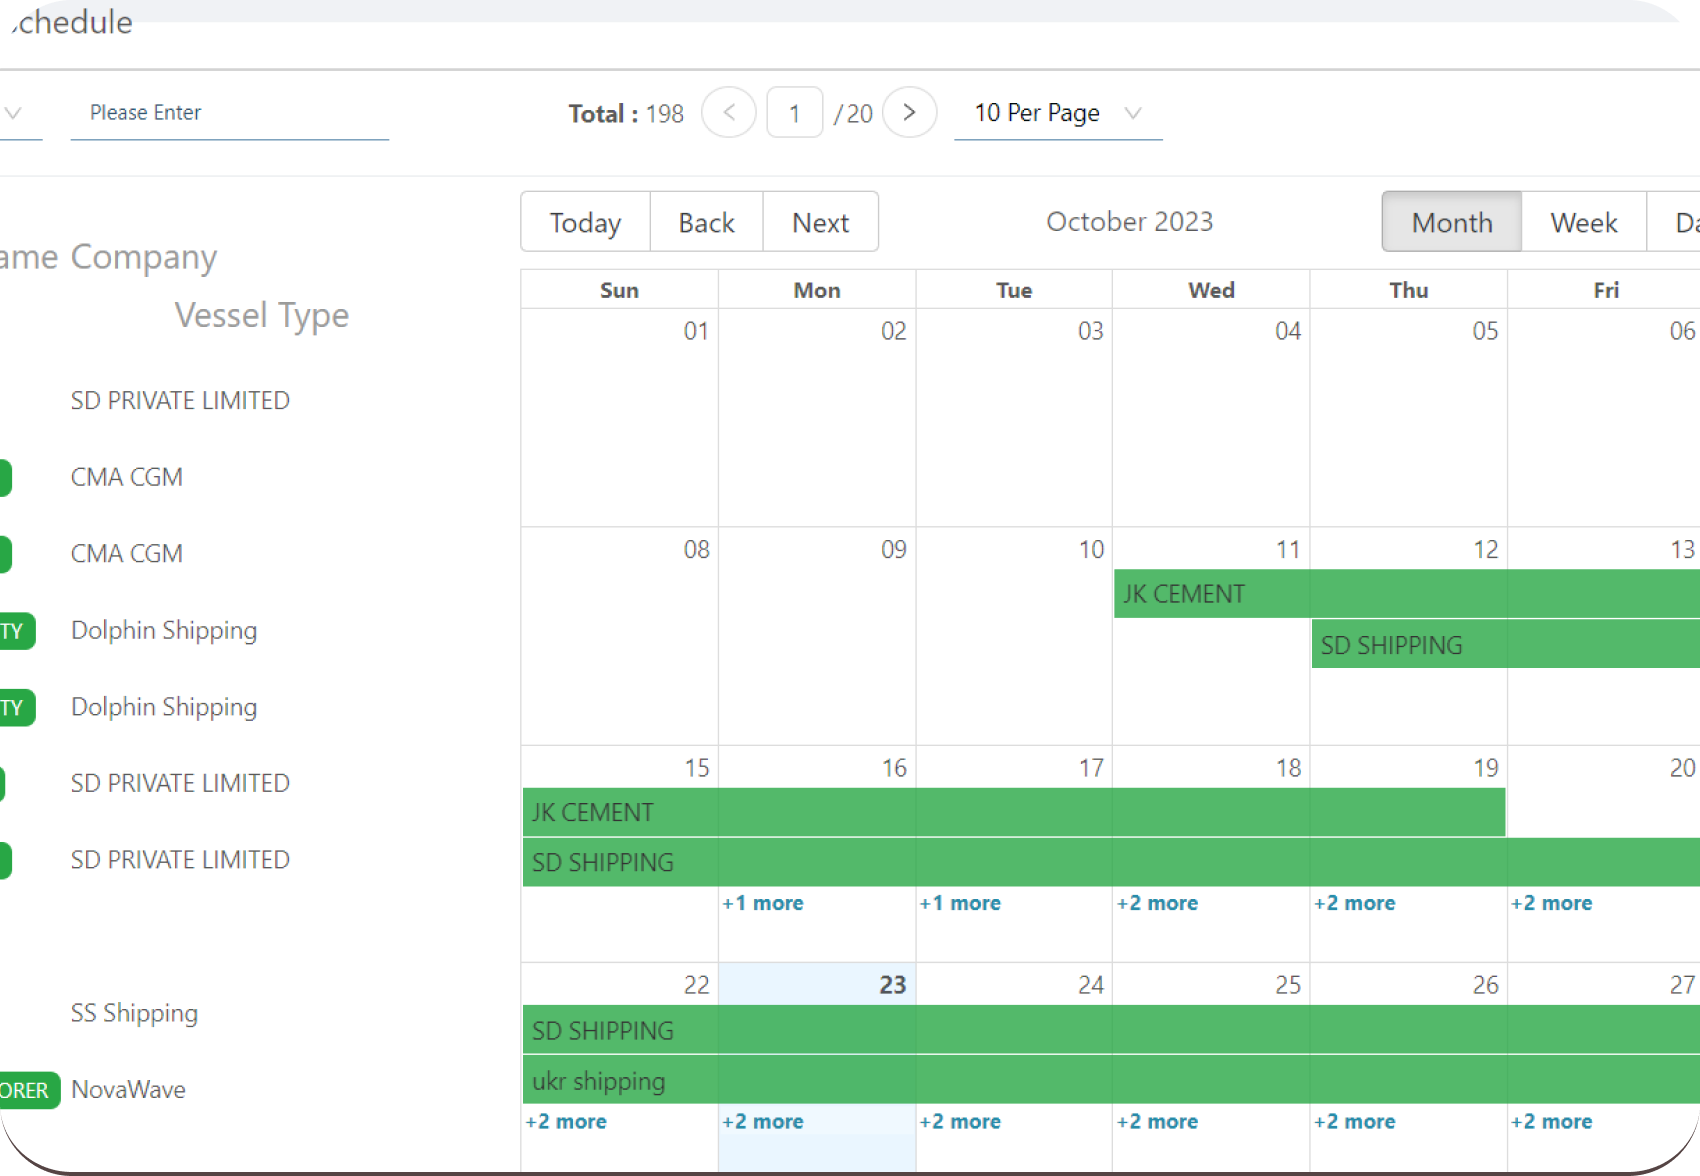 chedule
Please Enter
Total : 198
1
/ 20
10 Per Page
Today Back Next
October 2023
Month Week Da
ame Company
Vessel Type
Sun Mon Tue Wed Thu Fri
01 02 03 04 05 06
SD PRIVATE LIMITED
CMA CGM
08 09 10 11 12 13
CMA CGM
JK CEMENT
TY Dolphin Shipping
SD SHIPPING
TY Dolphin Shipping
15 16 17 18 19 20
SD PRIVATE LIMITED
JK CEMENT
SD PRIVATE LIMITED
SD SHIPPING
+1 more +1 more +2 more +2 more +2 more
22 23 24 25 26 27
SS Shipping
SD SHIPPING
ORER NovaWave
ukr shipping
+2 more +2 more +2 more +2 more +2 more +2 more